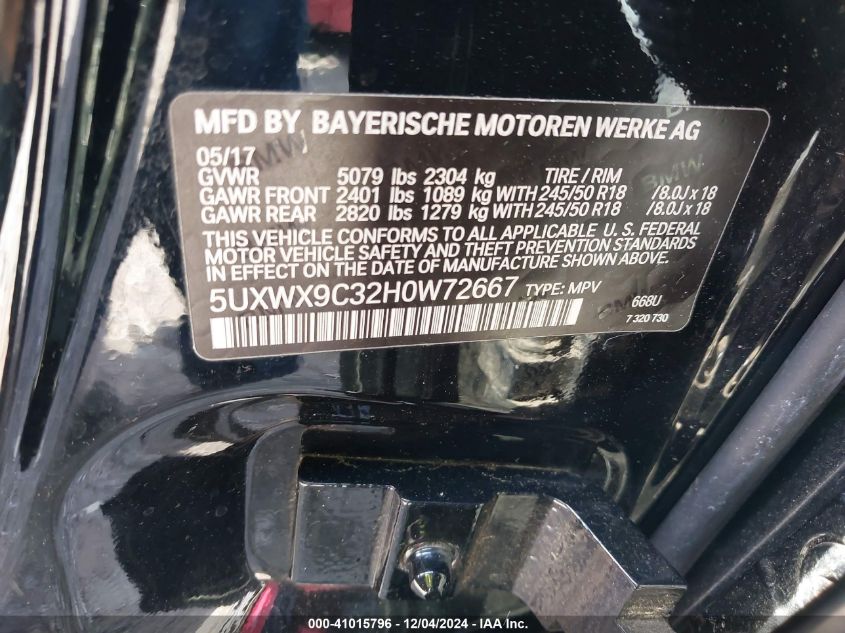 MFD BY BAYERISCHE MOTOREN WERKE AG
05/17
GVWR 5079 lbs 2304 kg TIRE / RIM
GAWR FRONT 2401 lbs 1089 kg WITH 245/50 R18 /8.0J x 18
GAWR REAR 2820 lbs 1279 kg WITH 245/50 R18 /8.0J x 18
THIS VEHICLE CONFORMS TO ALL APPLICABLE U.S. FEDERAL
MOTOR VEHICLE SAFETY AND THEFT PREVENTION STANDARDS
IN EFFECT ON THE DATE OF MANUFACTURE SHOWN ABOVE.
5UXWX9C32H0W72667 TYPE: MPV 668U
7 320 730
BMW
BMW
000-41015796 - 12/04/2024 - IAA Inc.